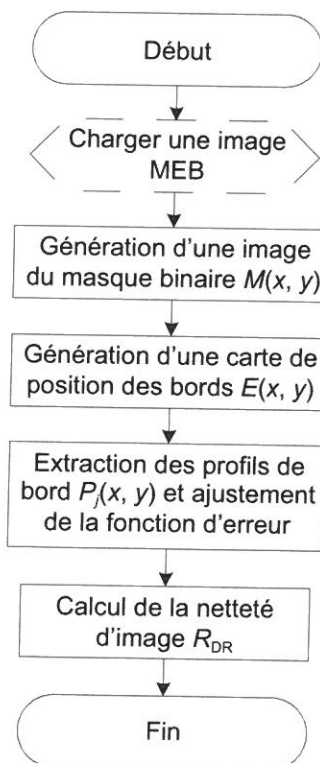 Début
Charger une image
MEB
Génération d'une image
du masque binaire M(x, y)
Génération d'une carte de
position des bords E(x, y)
Extraction des profils de
bord Pj(x, y) et ajustement
de la fonction d'erreur
Calcul de la netteté
d'image RDR
Fin